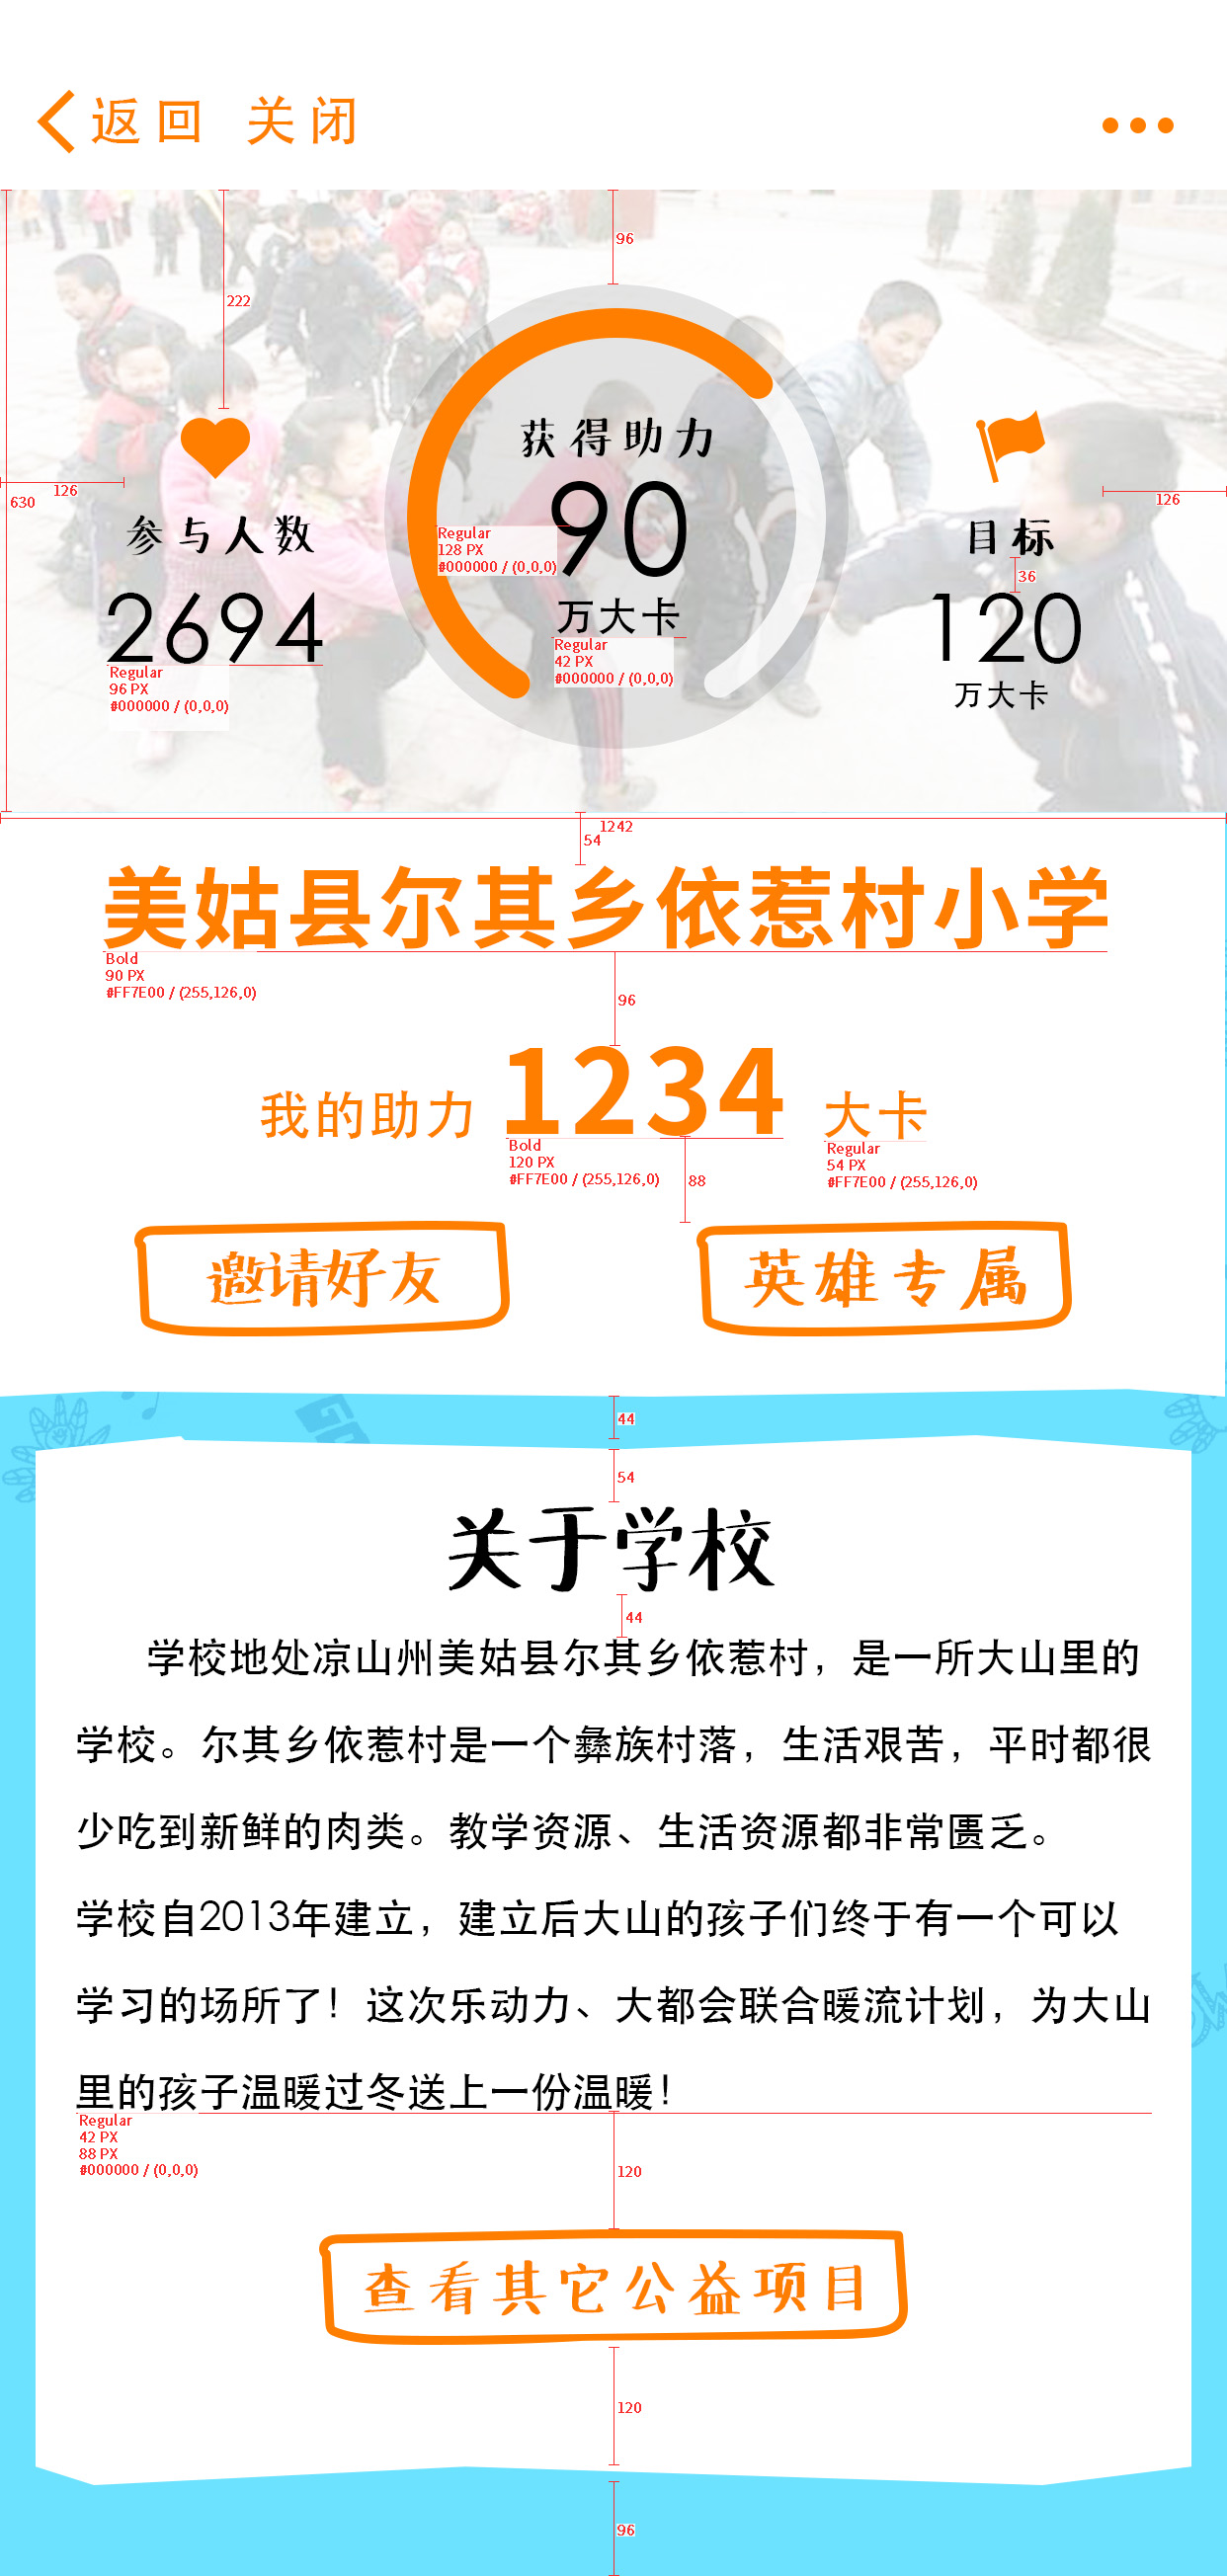 返回 关闭
96
222
获得助力
126
630
126
参与人数
90
目标
Regular
128 PX
#000000 / (0,0,0)
36
2694
万大卡
120
Regular
96 PX
#000000 / (0,0,0)
Regular
42 PX
#000000 / (0,0,0)
万大卡
1242
54
美姑县尔其乡依惹村小学
Bold
90 PX
#FF7E00 / (255,126,0)
96
我的助力 1234 大卡
Bold
120 PX
#FF7E00 / (255,126,0)
88
Regular
54 PX
#FF7E00 / (255,126,0)
邀请好友 英雄专属
44
54
关于学校
44
学校地处凉山州美姑县尔其乡依惹村，是一所大山里的
学校。尔其乡依惹村是一个彝族村落，生活艰苦，平时都很
少吃到新鲜的肉类。教学资源、生活资源都非常匮乏。
学校自2013年建立，建立后大山的孩子们终于有一个可以
学习的场所了！这次乐动力、大都会联合暖流计划，为大山
里的孩子温暖过冬送上一份温暖！
Regular
42 PX
88 PX
#000000 / (0,0,0)
120
查看其它公益项目
120
96